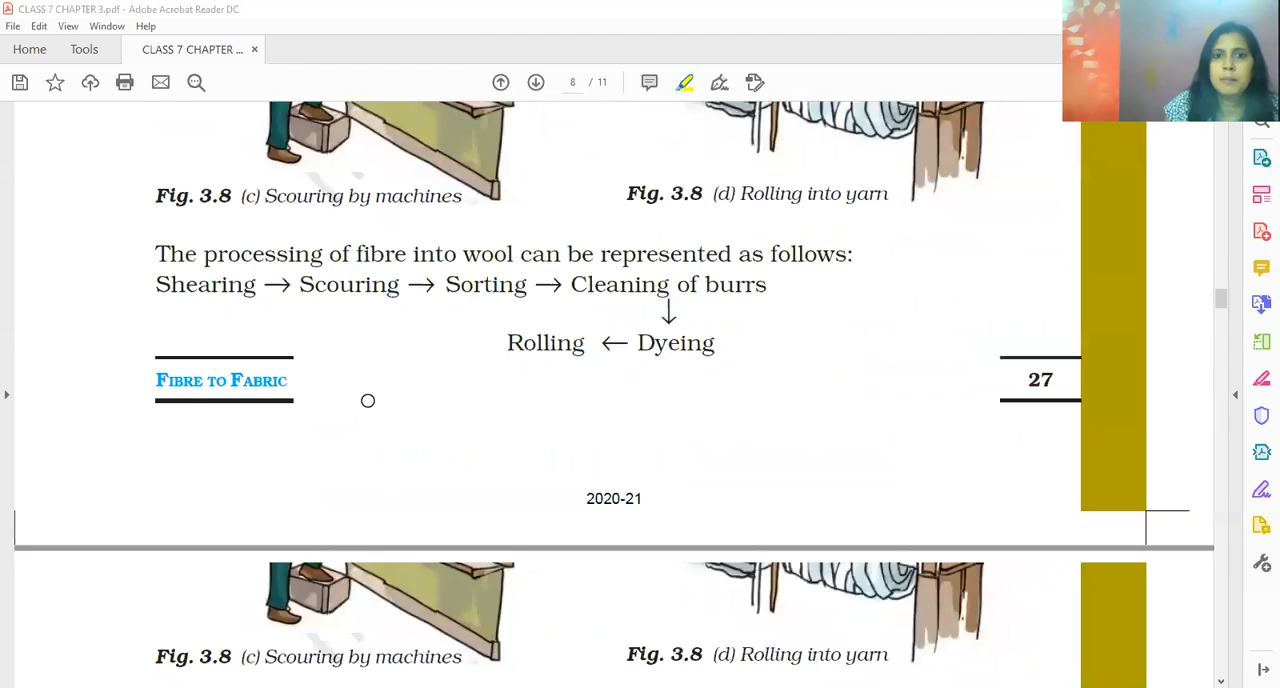 CLASS 7 CHAPTER 3.pdf - Adobe Acrobat Reader DC
File Edit View Window Help
Home Tools CLASS 7 CHAPTER ... ×
8 / 11
Fig. 3.8 (c) Scouring by machines
Fig. 3.8 (d) Rolling into yarn
The processing of fibre into wool can be represented as follows:
Shearing → Scouring → Sorting → Cleaning of burrs
↓
Rolling ← Dyeing
FIBRE TO FABRIC
27
2020-21
Fig. 3.8 (c) Scouring by machines
Fig. 3.8 (d) Rolling into yarn